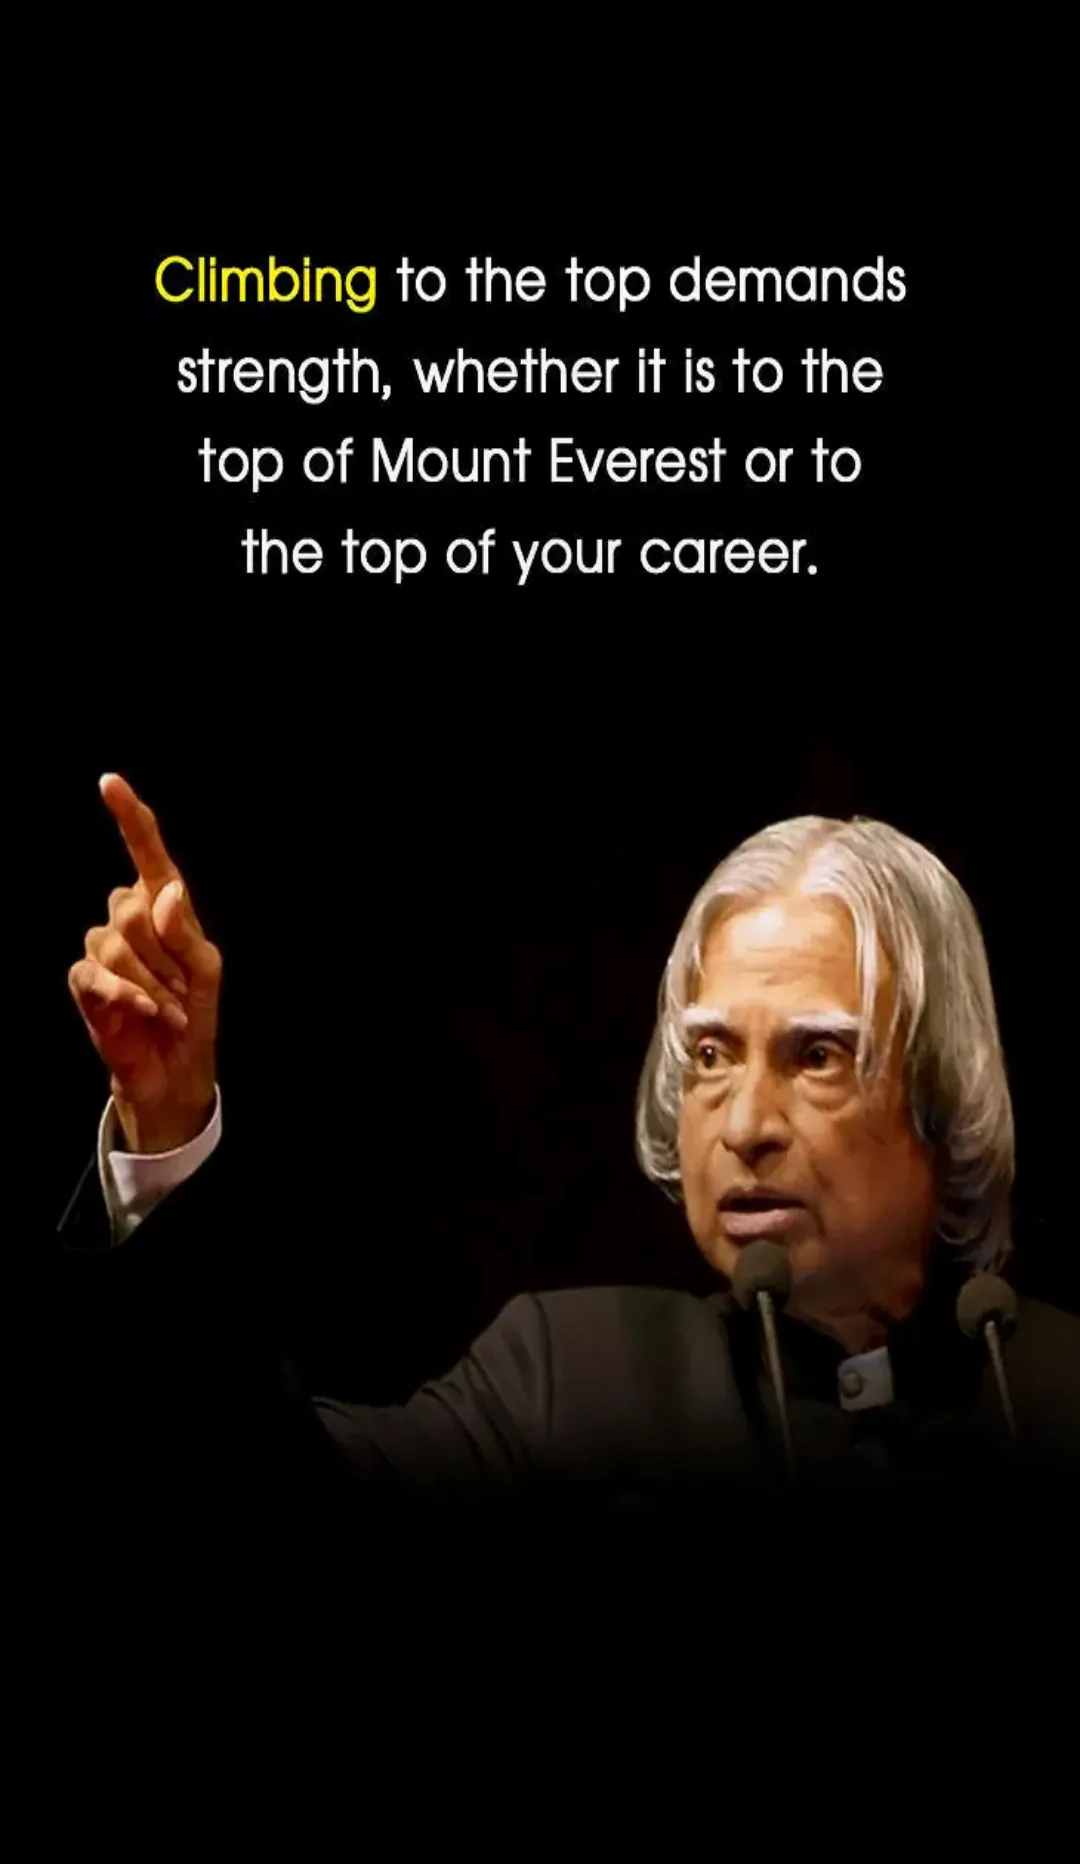 Climbing to the top demands
strength, whether it is to the
top of Mount Everest or to
the top of your career.